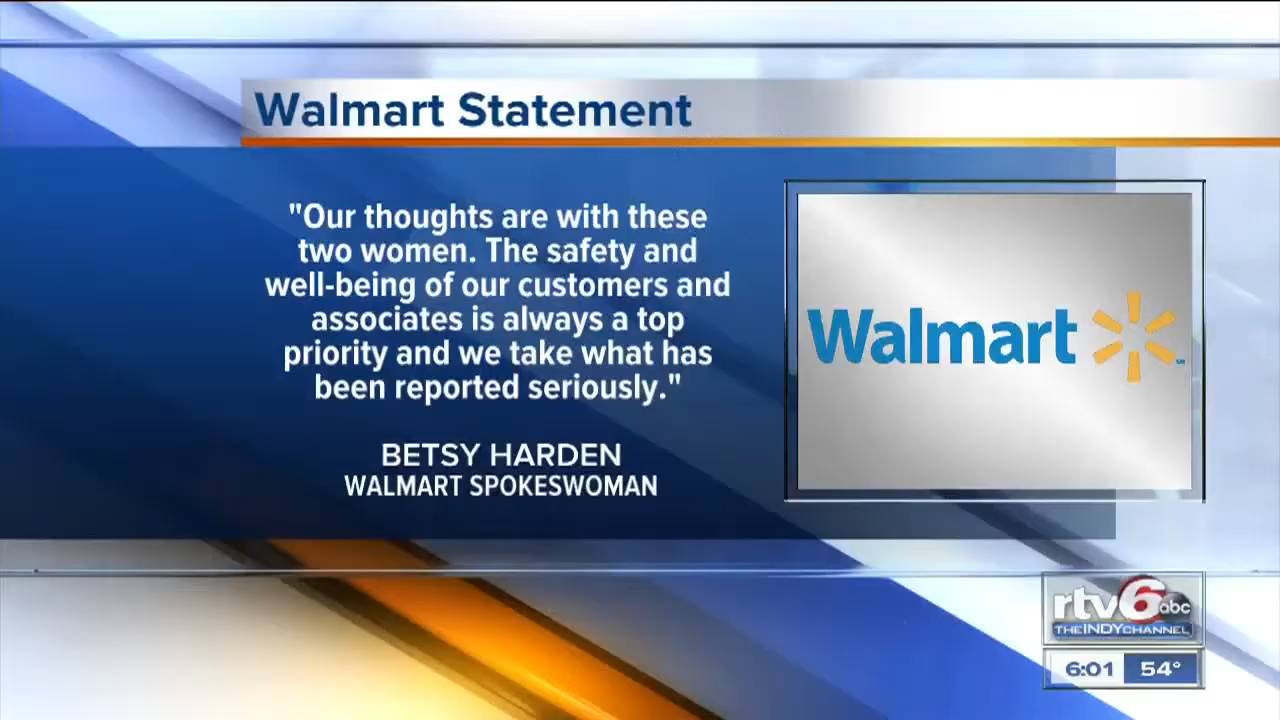 Walmart Statement
"Our thoughts are with these
two women. The safety and
well-being of our customers and
associates is always a top
priority and we take what has
been reported seriously."
BETSY HARDEN
WALMART SPOKESWOMAN
Walmart
rtv6 abc
THE INDY CHANNEL
6:01 54°